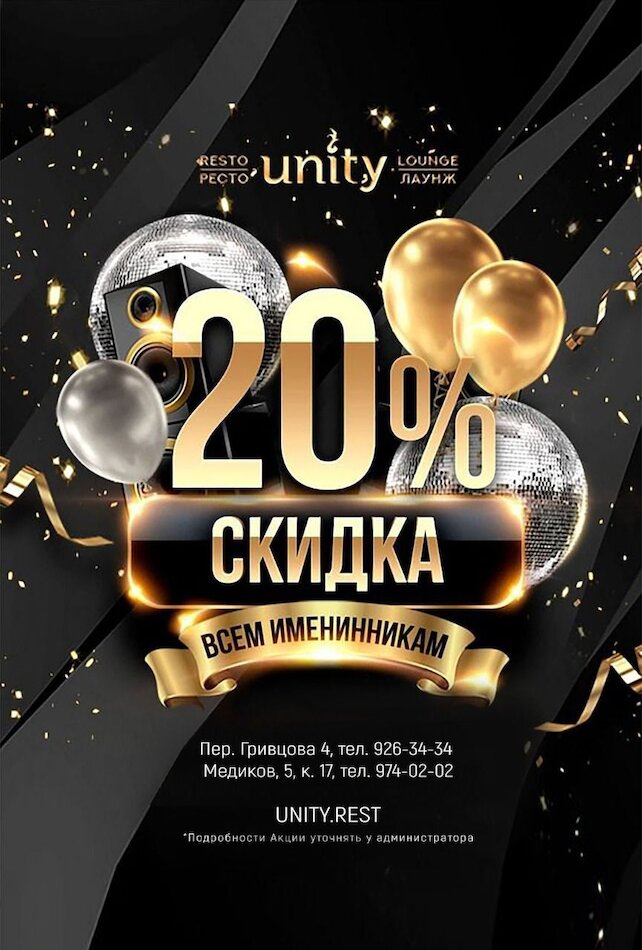 RESTO unity LOUNGE
РЕСТО ЛАУНЖ
20%
СКИДКА
ВСЕМ ИМЕНИННИКАМ
Пер. Гривцова 4, тел. 926-34-34
Медиков, 5, к. 17, тел. 974-02-02
UNITY.REST
*Подробности Акции уточнять у администратора